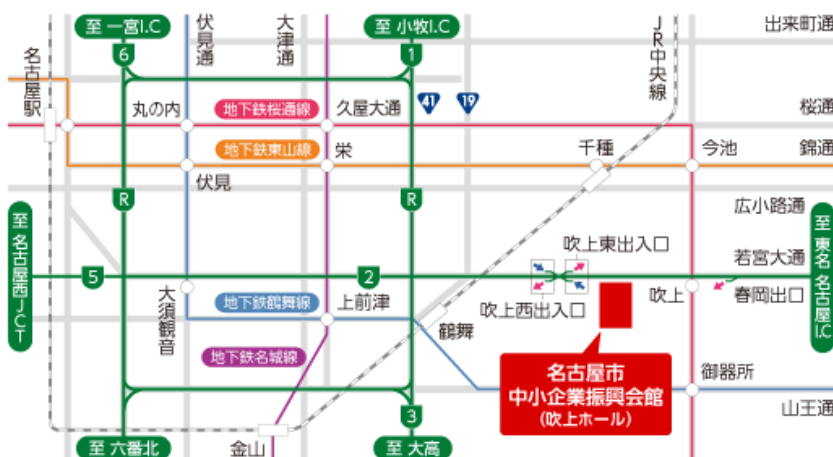 至 一宮I.C
伏見通
大津通
至 小牧I.C
JR中央線
出来町通
6
1
名古屋駅
丸の内
地下鉄桜通線
久屋大通
41
19
桜通
地下鉄東山線
栄
千種
今池
錦通
伏見
R
R
広小路通
至 名古屋西JCT
至 東名 名古屋I.C
吹上東出入口
若宮大通
5
2
大須観音
地下鉄鶴舞線
上前津
吹上西出入口
吹上
春岡出口
鶴舞
地下鉄名城線
名古屋市
中小企業振興会館
(吹上ホール)
御器所
山王通
3
至 六番北
金山
至 大高